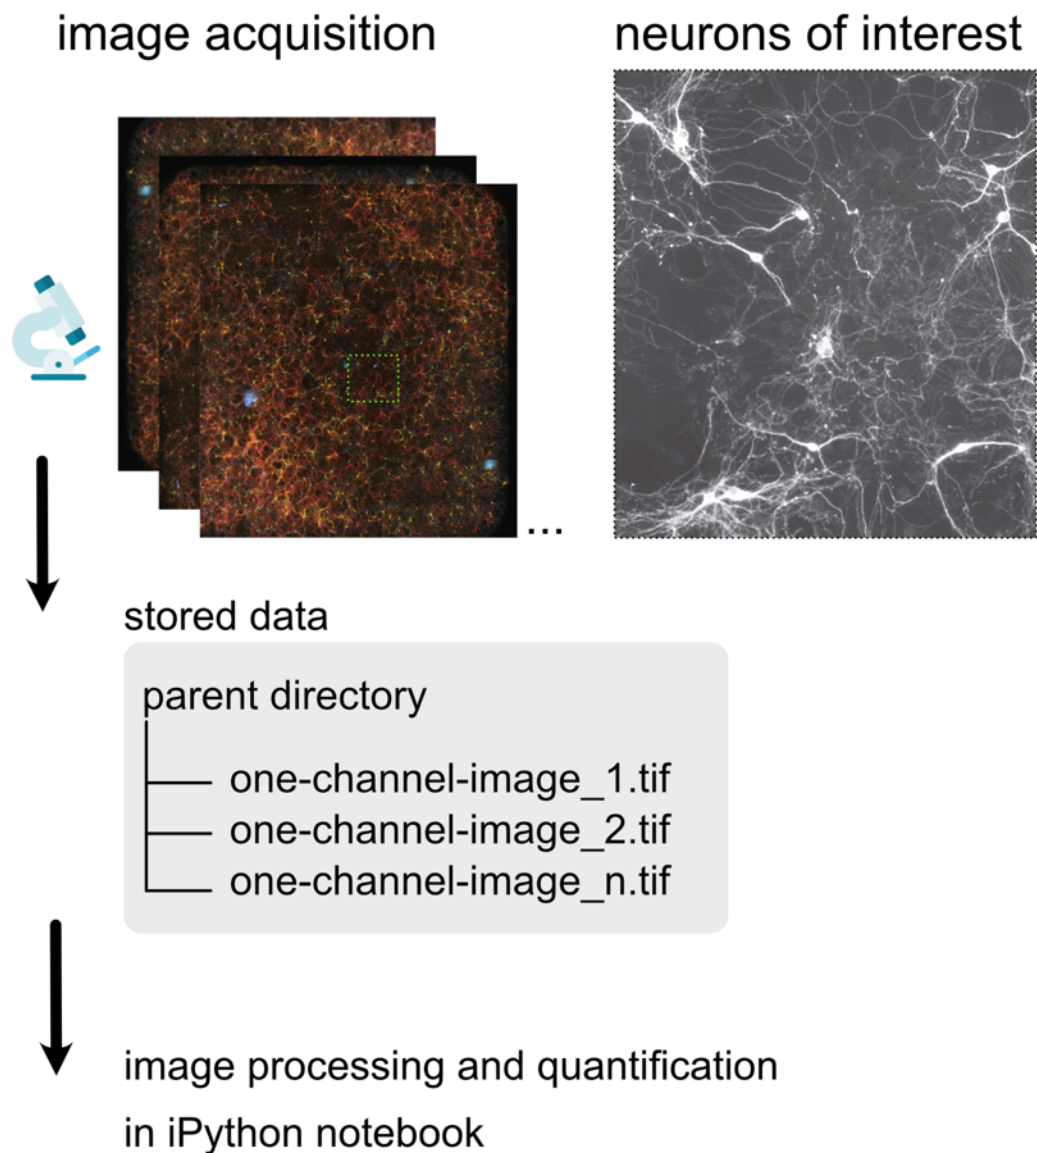 image acquisition
neurons of interest
...
stored data
parent directory
one-channel-image_1.tif
one-channel-image_2.tif
one-channel-image_n.tif
image processing and quantification
in iPython notebook